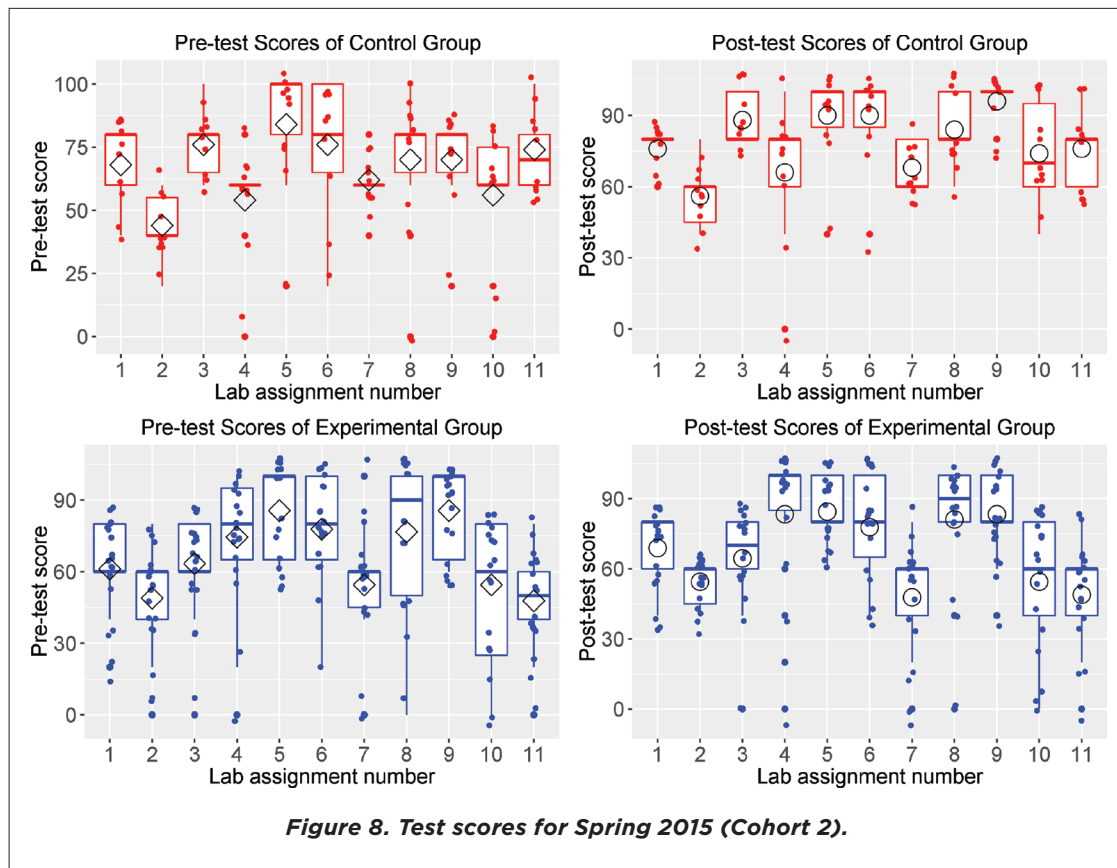 Pre-test Scores of Control Group
Pre-test score
100
75
50
25
0
1 2 3 4 5 6 7 8 9 10 11
Lab assignment number
Post-test Scores of Control Group
Post-test score
90
60
30
0
1 2 3 4 5 6 7 8 9 10 11
Lab assignment number
Pre-test Scores of Experimental Group
Pre-test score
90
60
30
0
1 2 3 4 5 6 7 8 9 10 11
Lab assignment number
Post-test Scores of Experimental Group
Post-test score
90
60
30
0
1 2 3 4 5 6 7 8 9 10 11
Lab assignment number
Figure 8. Test scores for Spring 2015 (Cohort 2).